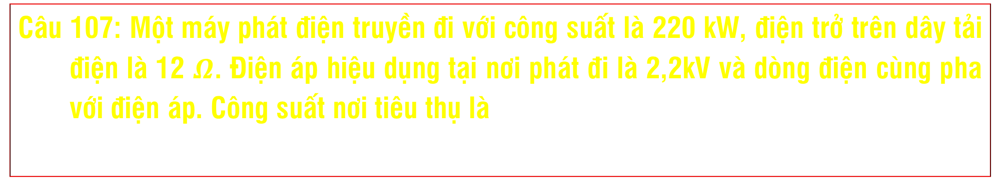 Câu 107: Một máy phát điện truyền đi với công suất là 220 kW, điện trở trên dây tải
điện là 12 Ω. Điện áp hiệu dụng tại nơi phát đi là 2,2kV và dòng điện cùng pha
với điện áp. Công suất nơi tiêu thụ là